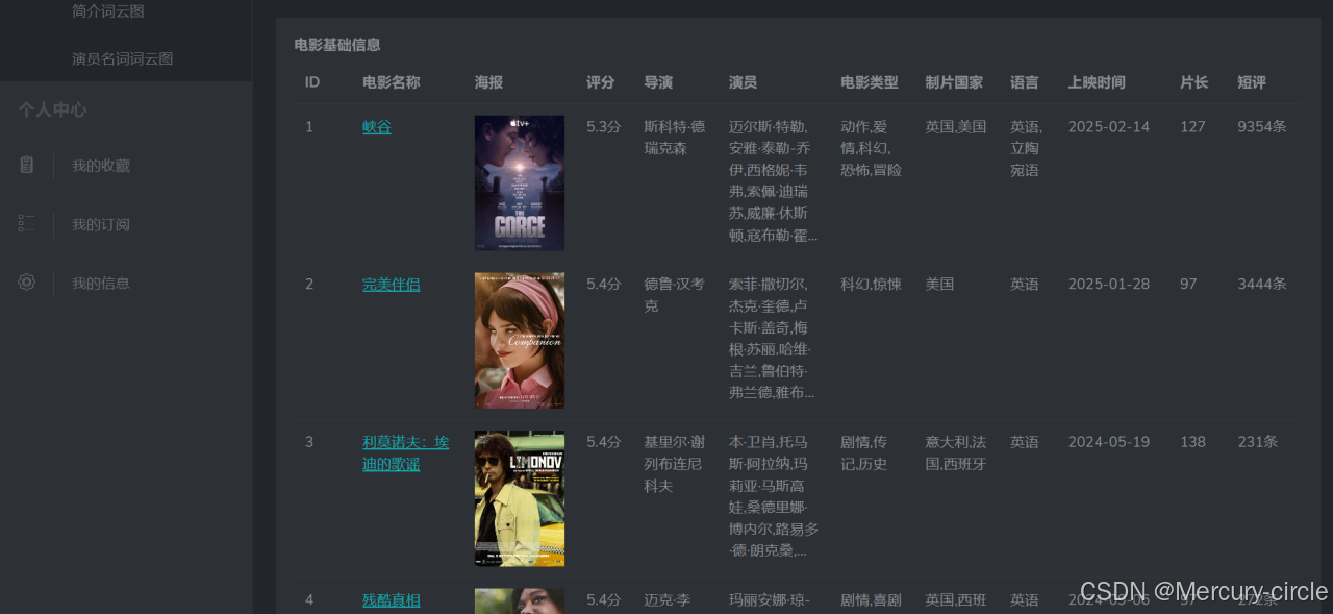 简介词云图
演员名词词云图
个人中心
我的收藏
我的订阅
我的信息
电影基础信息
ID 电影名称 海报 评分 导演 演员 电影类型 制片国家 语言 上映时间 片长 短评
1 峡谷 5.3分 斯科特·德 迈尔斯·特勒, 动作,爱 英国,美国 英语, 2025-02-14 127 9354条
瑞克森 安雅·泰勒-乔 情,科幻, 立陶
伊,西格妮·韦 恐怖,冒险 宛语
弗,索佩·迪瑞
苏,威廉·休斯
顿,寇布勒·霍...
tv+
THE
GORGE
2 完美伴侣 5.4分 德鲁·汉考 索菲·撒切尔, 科幻,惊悚 美国 英语 2025-01-28 97 3444条
克 杰克·奎德,卢
卡斯·盖奇,梅
根·苏丽,哈维·
吉兰,鲁伯特·
弗兰德,雅布...
Companion
3 利莫诺夫：埃 5.4分 基里尔·谢 本·卫肖,托马 剧情,传 意大利,法 英语 2024-05-19 138 231条
迪的歌谣 列布连尼 斯·阿拉纳,玛 记,历史 国,西班牙
科夫 莉亚·马斯高
娃,桑德里娜·
博内尔,路易多
·德·朗克桑,...
LIMONOV
4 残酷真相 5.4分 迈克·李 玛丽安娜·琼- 剧情,喜剧 英国,西班 英语 2024-09-06 97 272条
CSDN @Mercury-circle